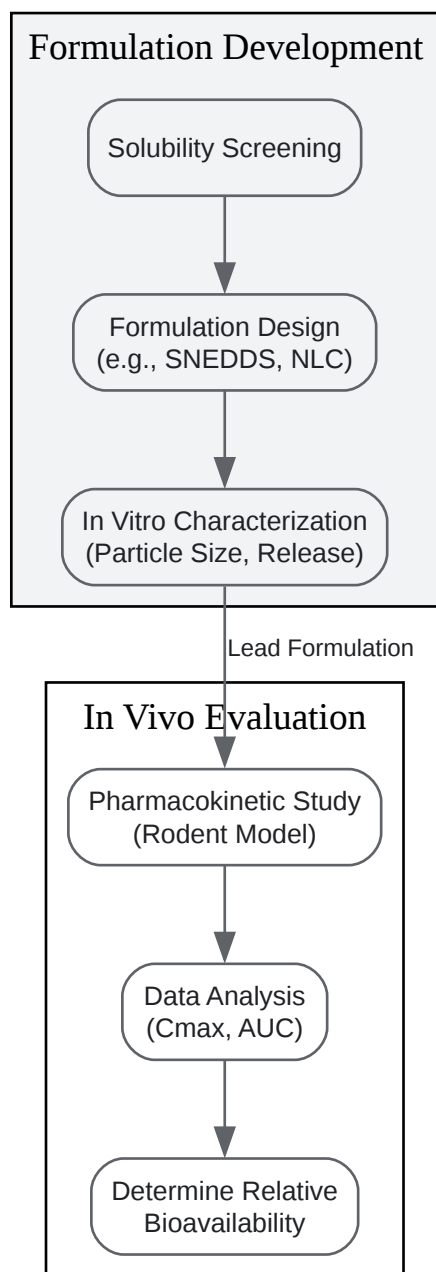 Formulation Development
Solubility Screening
Formulation Design
(e.g., SNEDDS, NLC)
In Vitro Characterization
(Particle Size, Release)
Lead Formulation
In Vivo Evaluation
Pharmacokinetic Study
(Rodent Model)
Data Analysis
(Cmax, AUC)
Determine Relative
Bioavailability